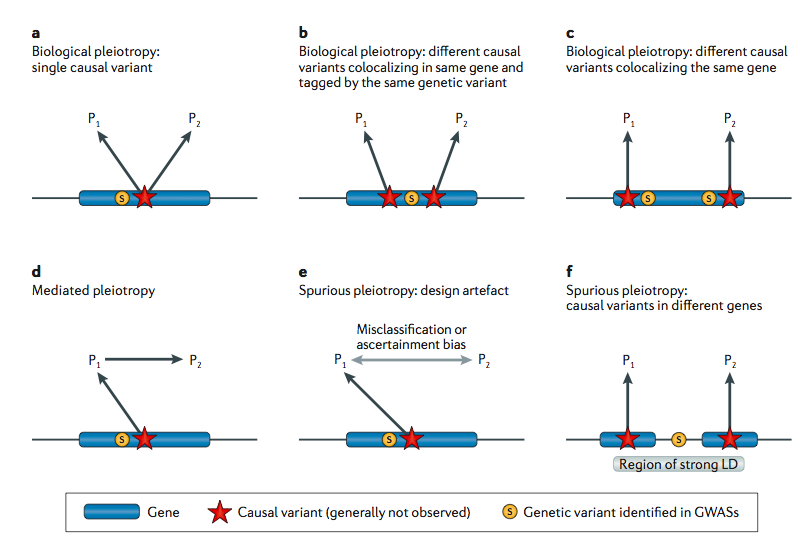 a
Biological pleiotropy:
single causal variant
P1
P2
S
b
Biological pleiotropy: different causal
variants colocalizing in same gene and
tagged by the same genetic variant
P1
P2
S
c
Biological pleiotropy: different causal
variants colocalizing the same gene
P1
P2
S
S
d
Mediated pleiotropy
P1
P2
S
e
Spurious pleiotropy: design artefact
Misclassification or
ascertainment bias
P1
P2
S
f
Spurious pleiotropy:
causal variants in different genes
P1
P2
S
Region of strong LD
Gene
Causal variant (generally not observed)
S
Genetic variant identified in GWASs